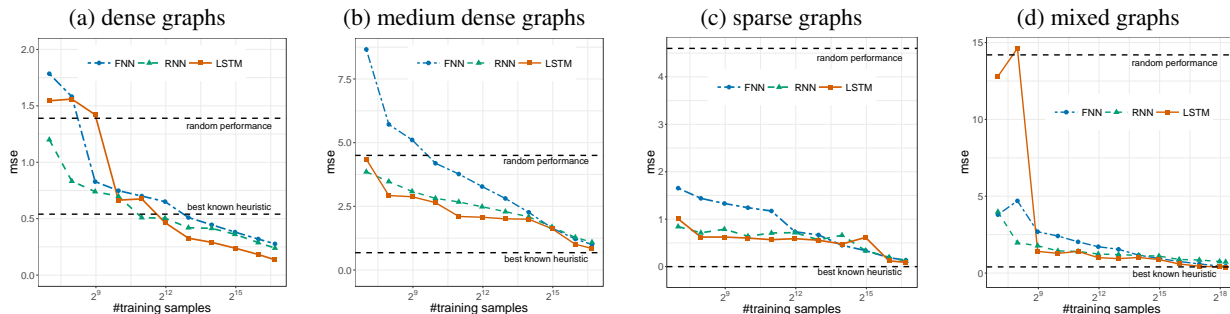 (a) dense graphs
2.0
1.5
1.0
0.5
0.0
mse
FNN RNN LSTM
random performance
best known heuristic
2^9 2^12 2^15
#training samples
(b) medium dense graphs
7.5
5.0
2.5
0.0
mse
FNN RNN LSTM
random performance
best known heuristic
2^9 2^12 2^15
#training samples
(c) sparse graphs
4
2
0
mse
FNN RNN LSTM
random performance
best known heuristic
2^9 2^12 2^15
#training samples
(d) mixed graphs
15
10
5
0
mse
random performance
FNN RNN LSTM
best known heuristic
2^9 2^12 2^15 2^18
#training samples